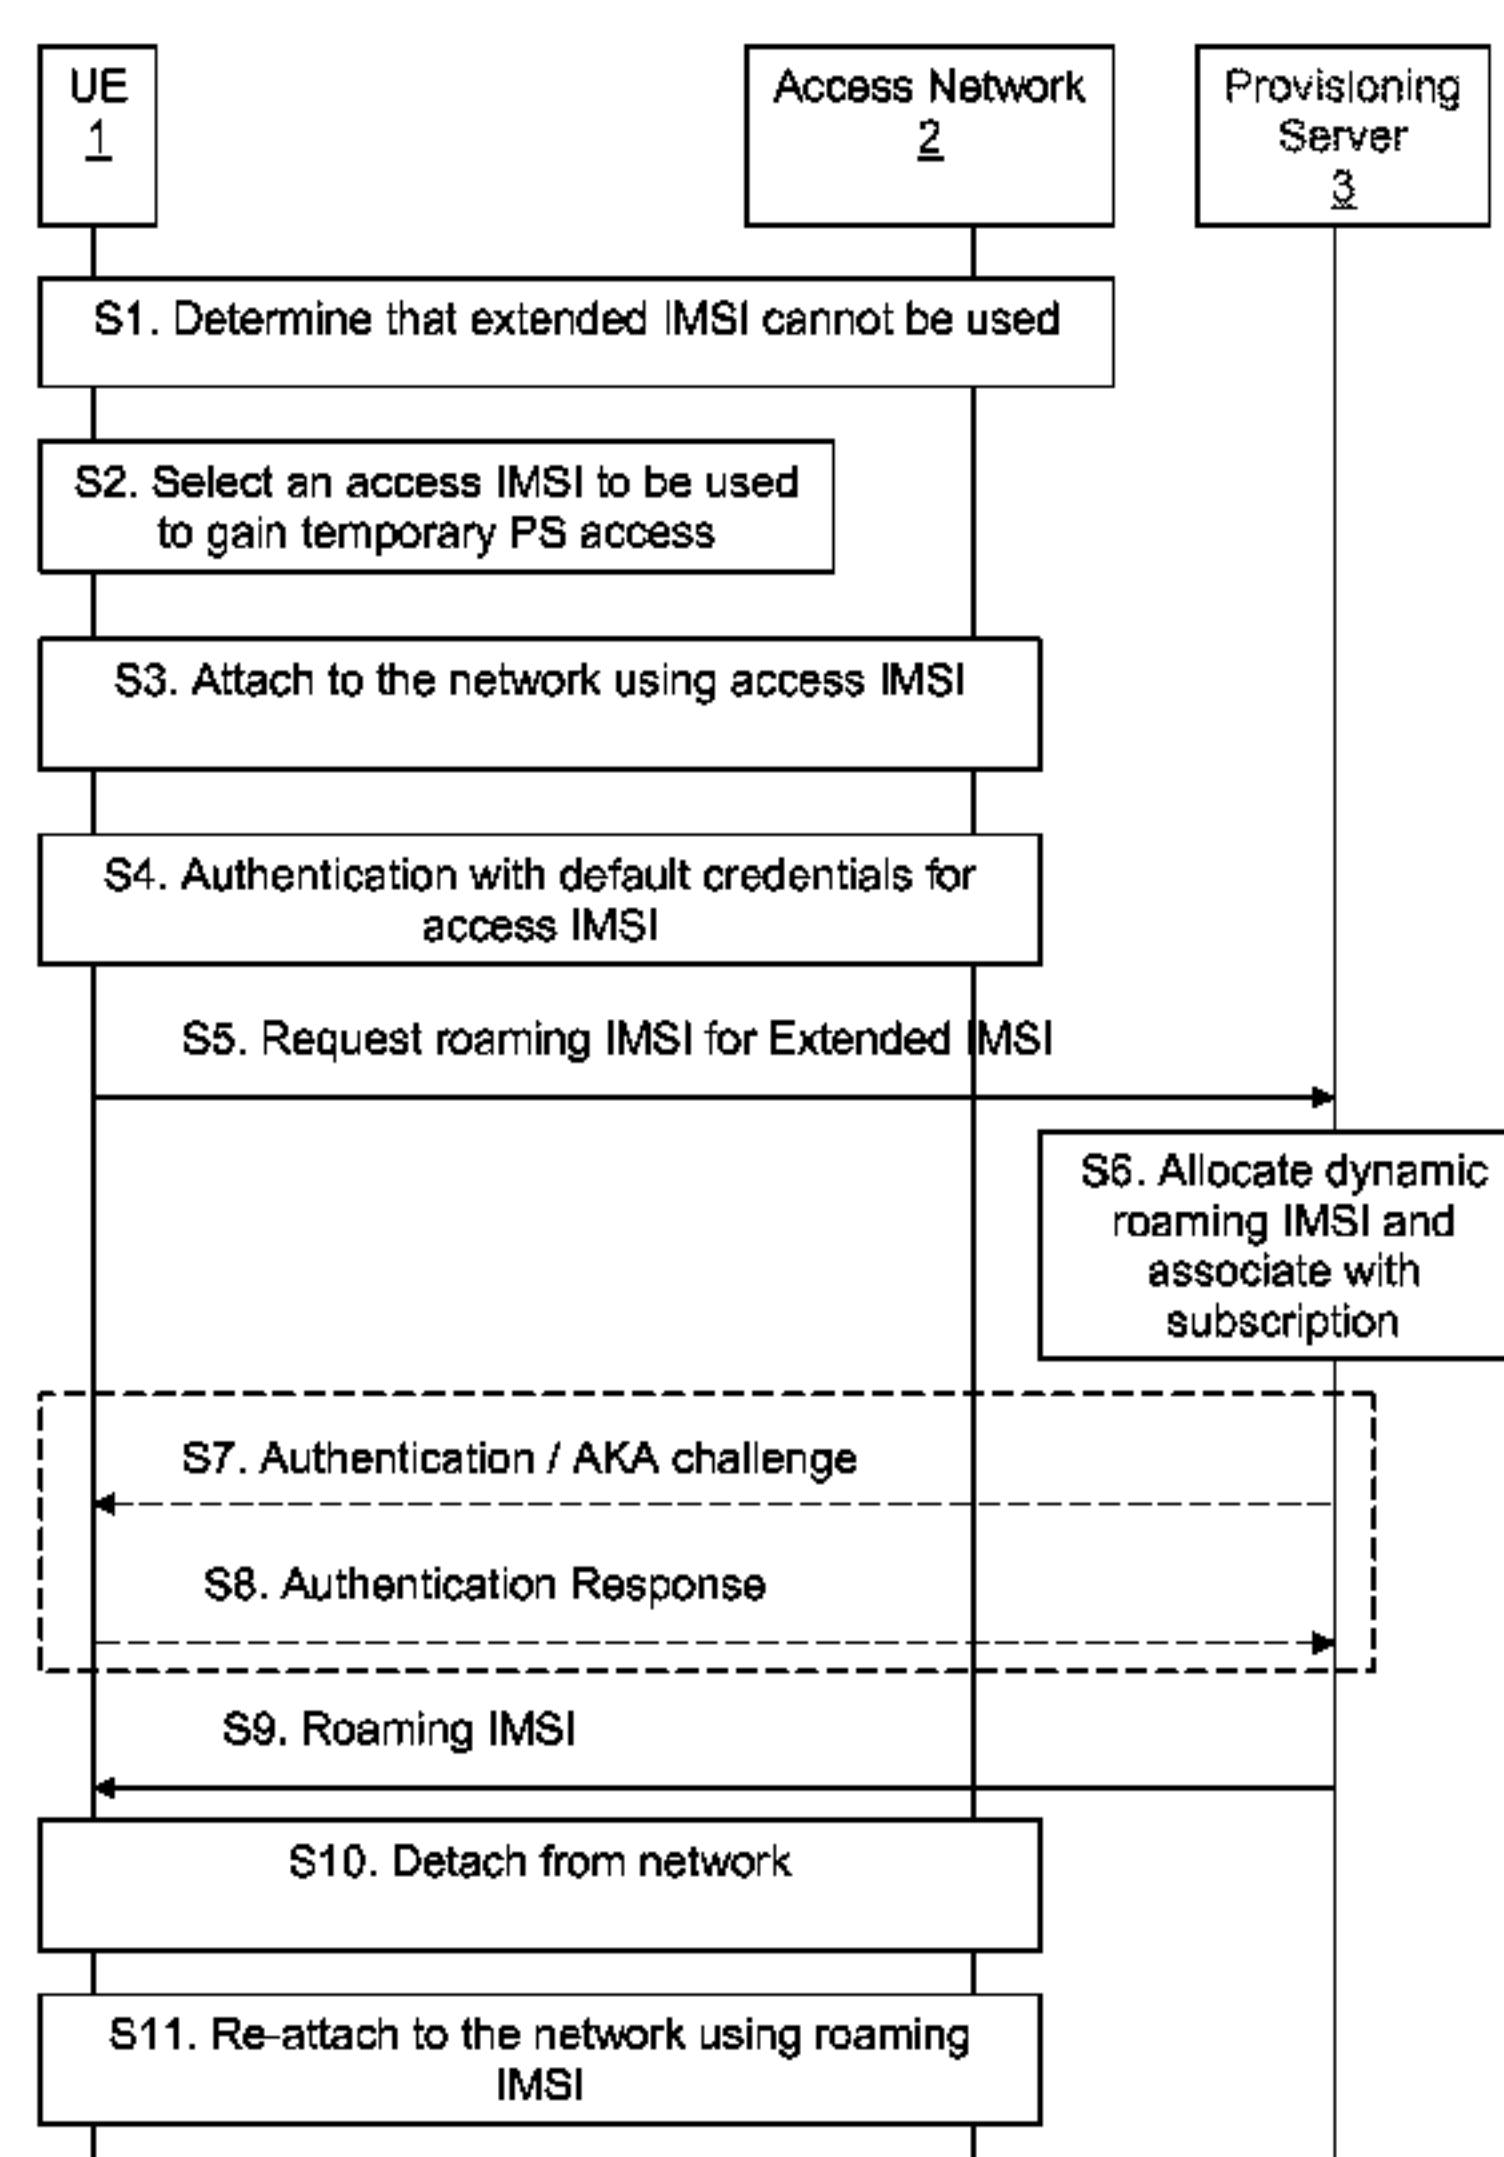 UE
1
Access Network
2
Provisioning
Server
3
S1. Determine that extended IMSI cannot be used
S2. Select an access IMSI to be used
to gain temporary PS access
S3. Attach to the network using access IMSI
S4. Authentication with default credentials for
access IMSI
S5. Request roaming IMSI for Extended IMSI
S6. Allocate dynamic
roaming IMSI and
associate with
subscription
S7. Authentication / AKA challenge
S8. Authentication Response
S9. Roaming IMSI
S10. Detach from network
S11. Re-attach to the network using roaming
IMSI